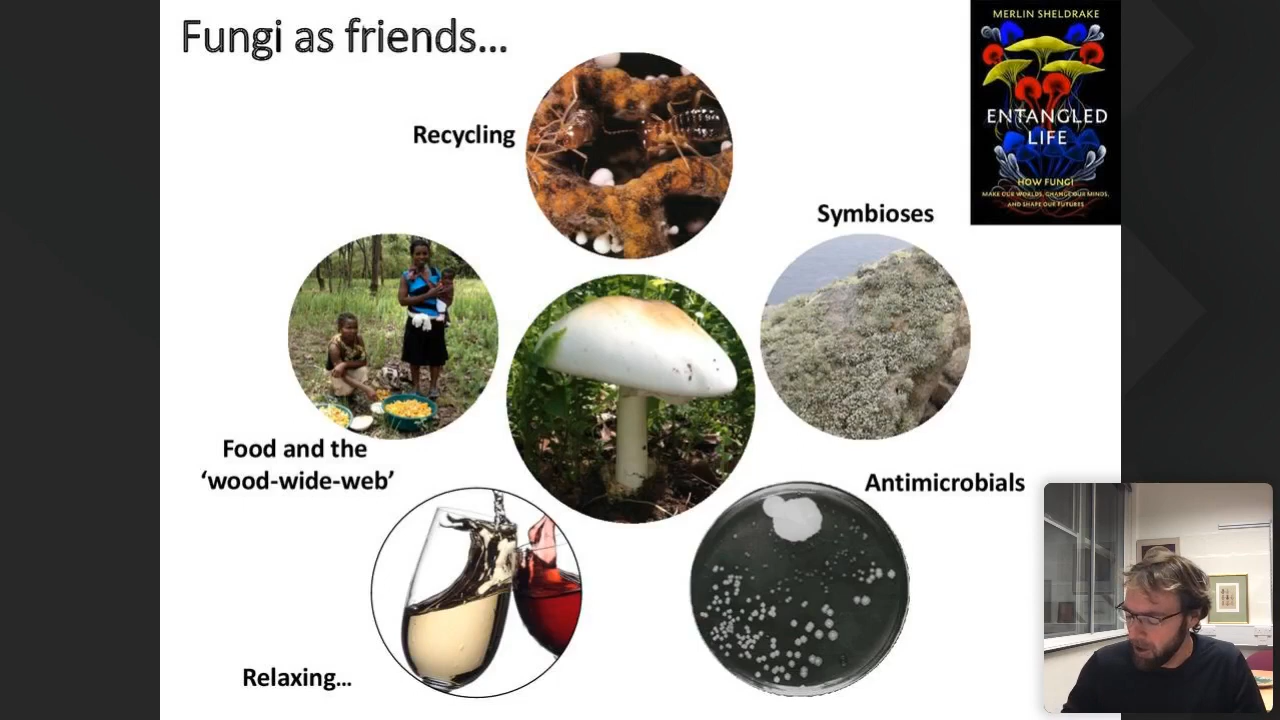 Fungi as friends...
MERLIN SHELDRAKE
ENTANGLED
LIFE
HOW FUNGI
MAKE OUR WORLDS, CHANGE OUR MINDS,
AND SHAPE OUR FUTURES
Recycling
Symbioses
Food and the
‘wood-wide-web’
Antimicrobials
Relaxing...